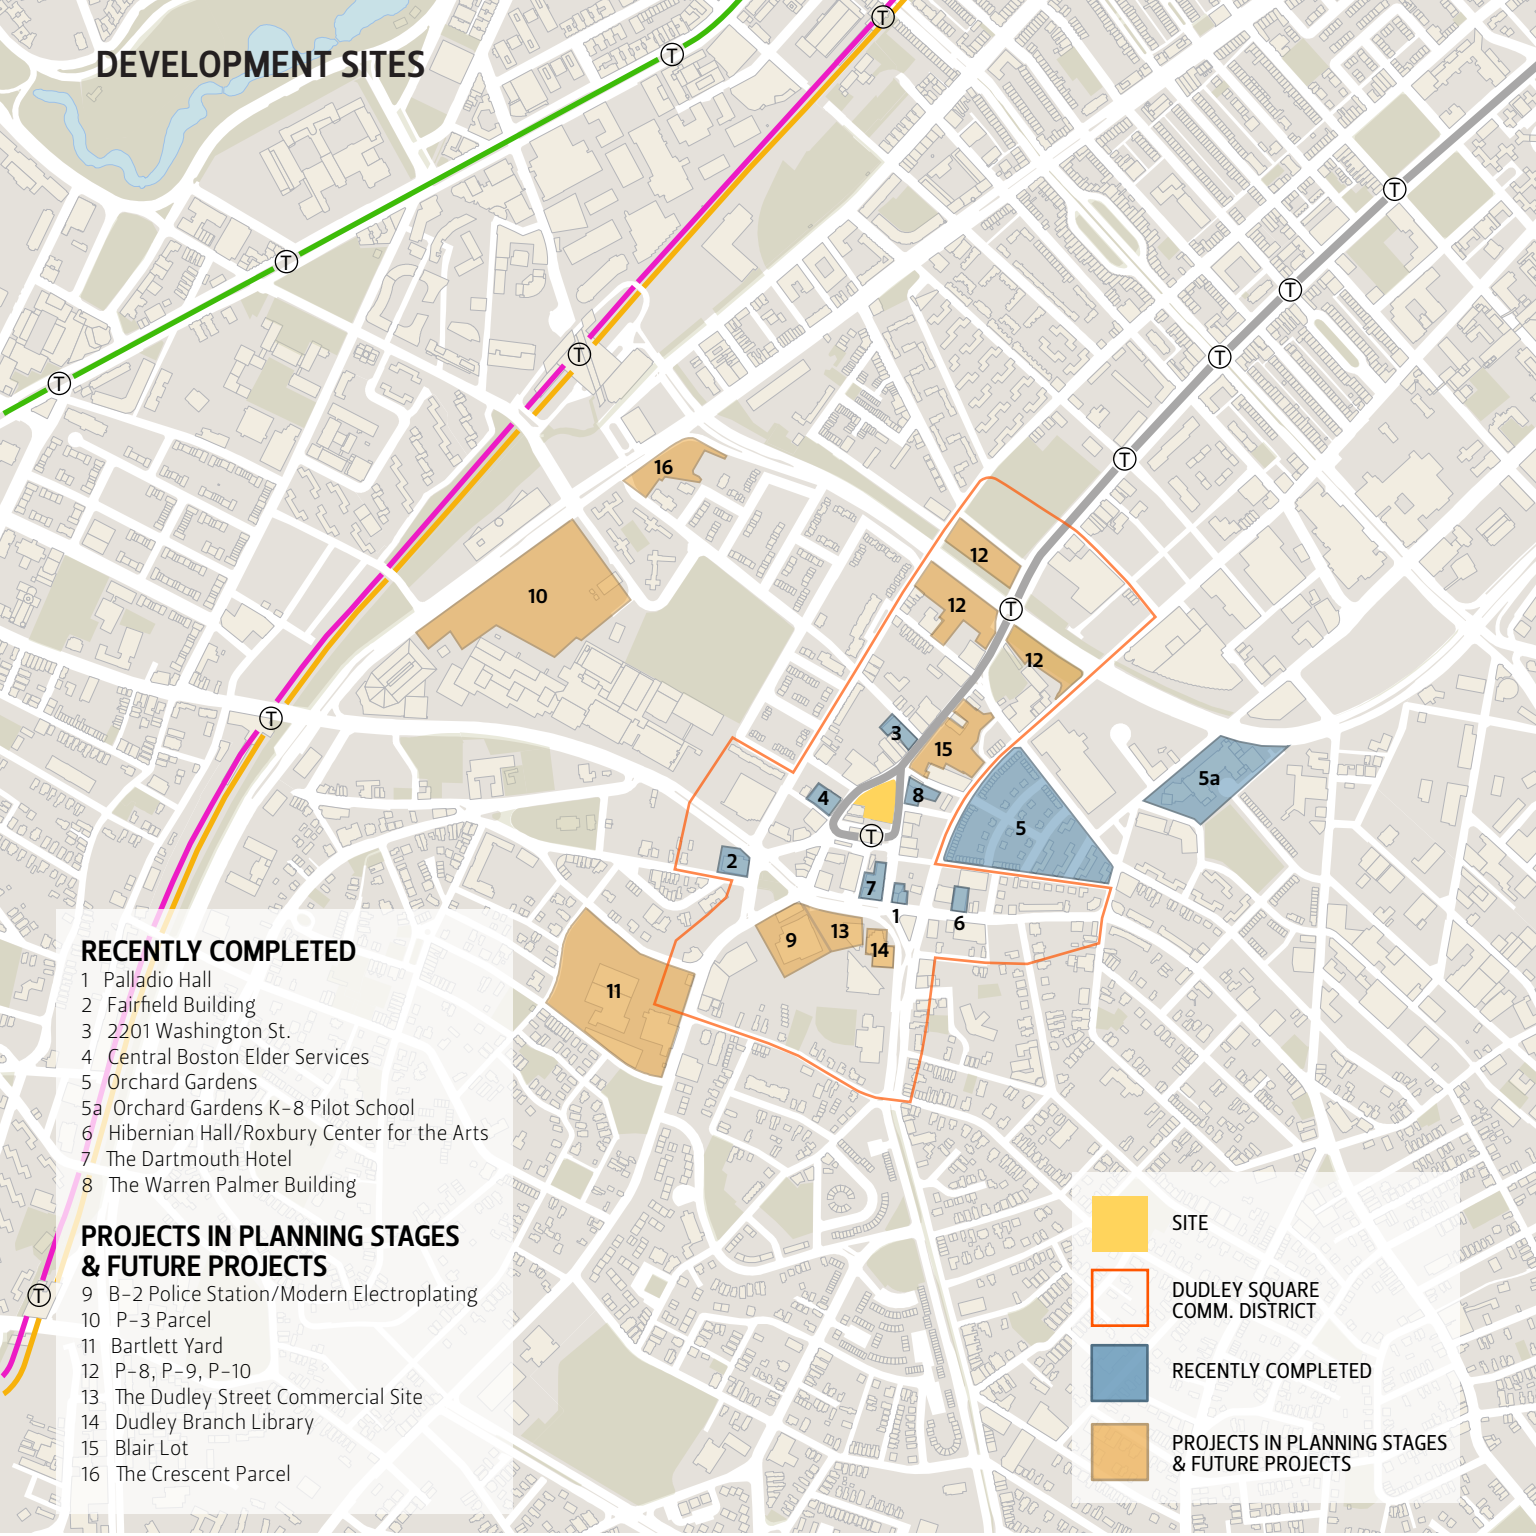 DEVELOPMENT SITES
T
T
T
T
T
T
T
T
T
T
16
12
10
12
T
12
T
3
15
5a
4
8
5
T
2
7
1
6
9
13
14
11
RECENTLY COMPLETED
1 Palladio Hall
2 Fairfield Building
3 2201 Washington St.
4 Central Boston Elder Services
5 Orchard Gardens
5a Orchard Gardens K-8 Pilot School
6 Hibernian Hall/Roxbury Center for the Arts
7 The Dartmouth Hotel
8 The Warren Palmer Building
PROJECTS IN PLANNING STAGES
& FUTURE PROJECTS
9 B-2 Police Station/Modern Electroplating
10 P-3 Parcel
11 Bartlett Yard
12 P-8, P-9, P-10
13 The Dudley Street Commercial Site
14 Dudley Branch Library
15 Blair Lot
16 The Crescent Parcel
T
SITE
DUDLEY SQUARE
COMM. DISTRICT
RECENTLY COMPLETED
PROJECTS IN PLANNING STAGES
& FUTURE PROJECTS